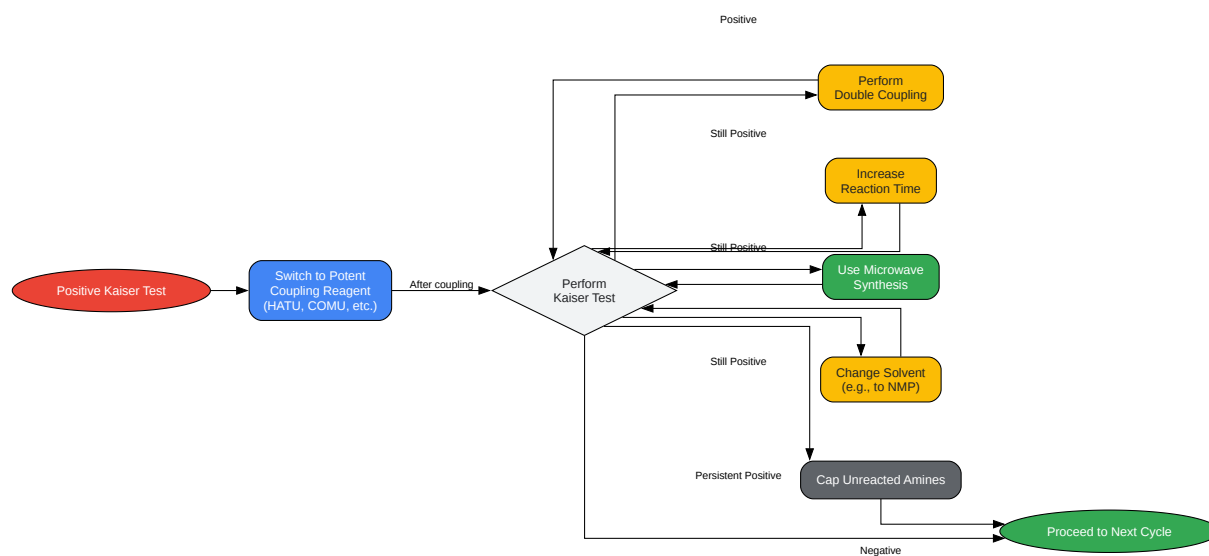 Positive
Perform
Double Coupling
Still Positive
Increase
Reaction Time
Still Positive
Use Microwave
Synthesis
Positive Kaiser Test
Switch to Potent
Coupling Reagent
(HATU, COMU, etc.)
After coupling
Perform
Kaiser Test
Still Positive
Change Solvent
(e.g., to NMP)
Persistent Positive
Cap Unreacted Amines
Proceed to Next Cycle
Negative